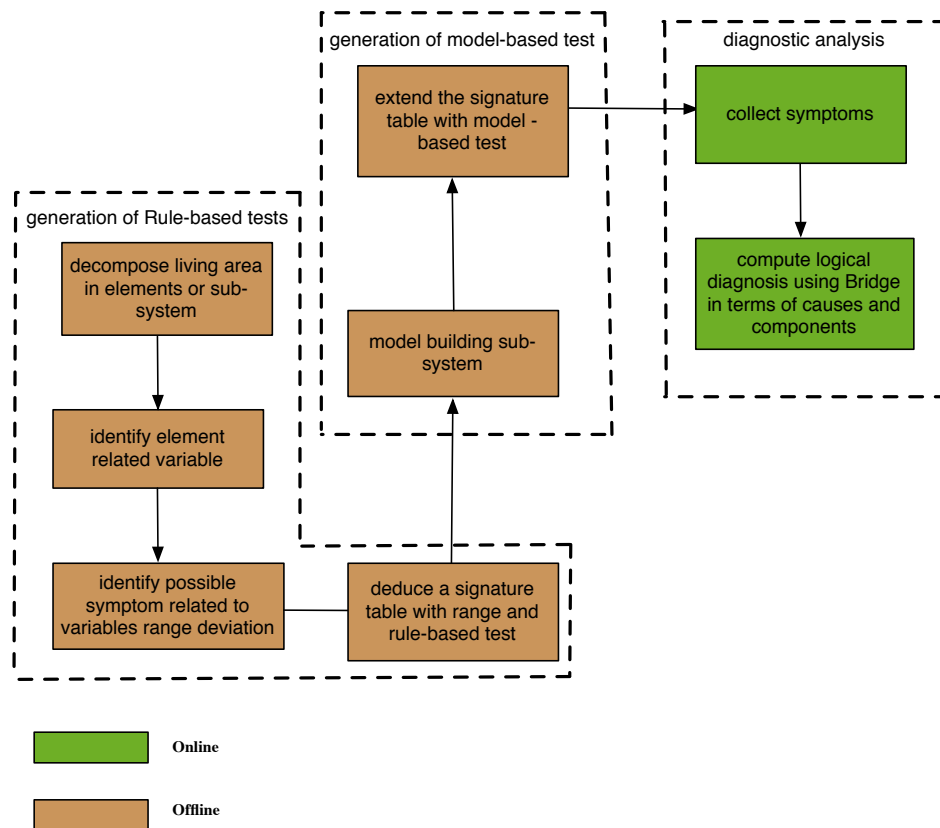 generation of Rule-based tests
decompose living area
in elements or sub-
system
identify element
related variable
identify possible
symptom related to
variables range deviation
deduce a signature
table with range and
rule-based test
generation of model-based test
extend the signature
table with model -
based test
model building sub-
system
diagnostic analysis
collect symptoms
compute logical
diagnosis using Bridge
in terms of causes and
components
Online
Offline